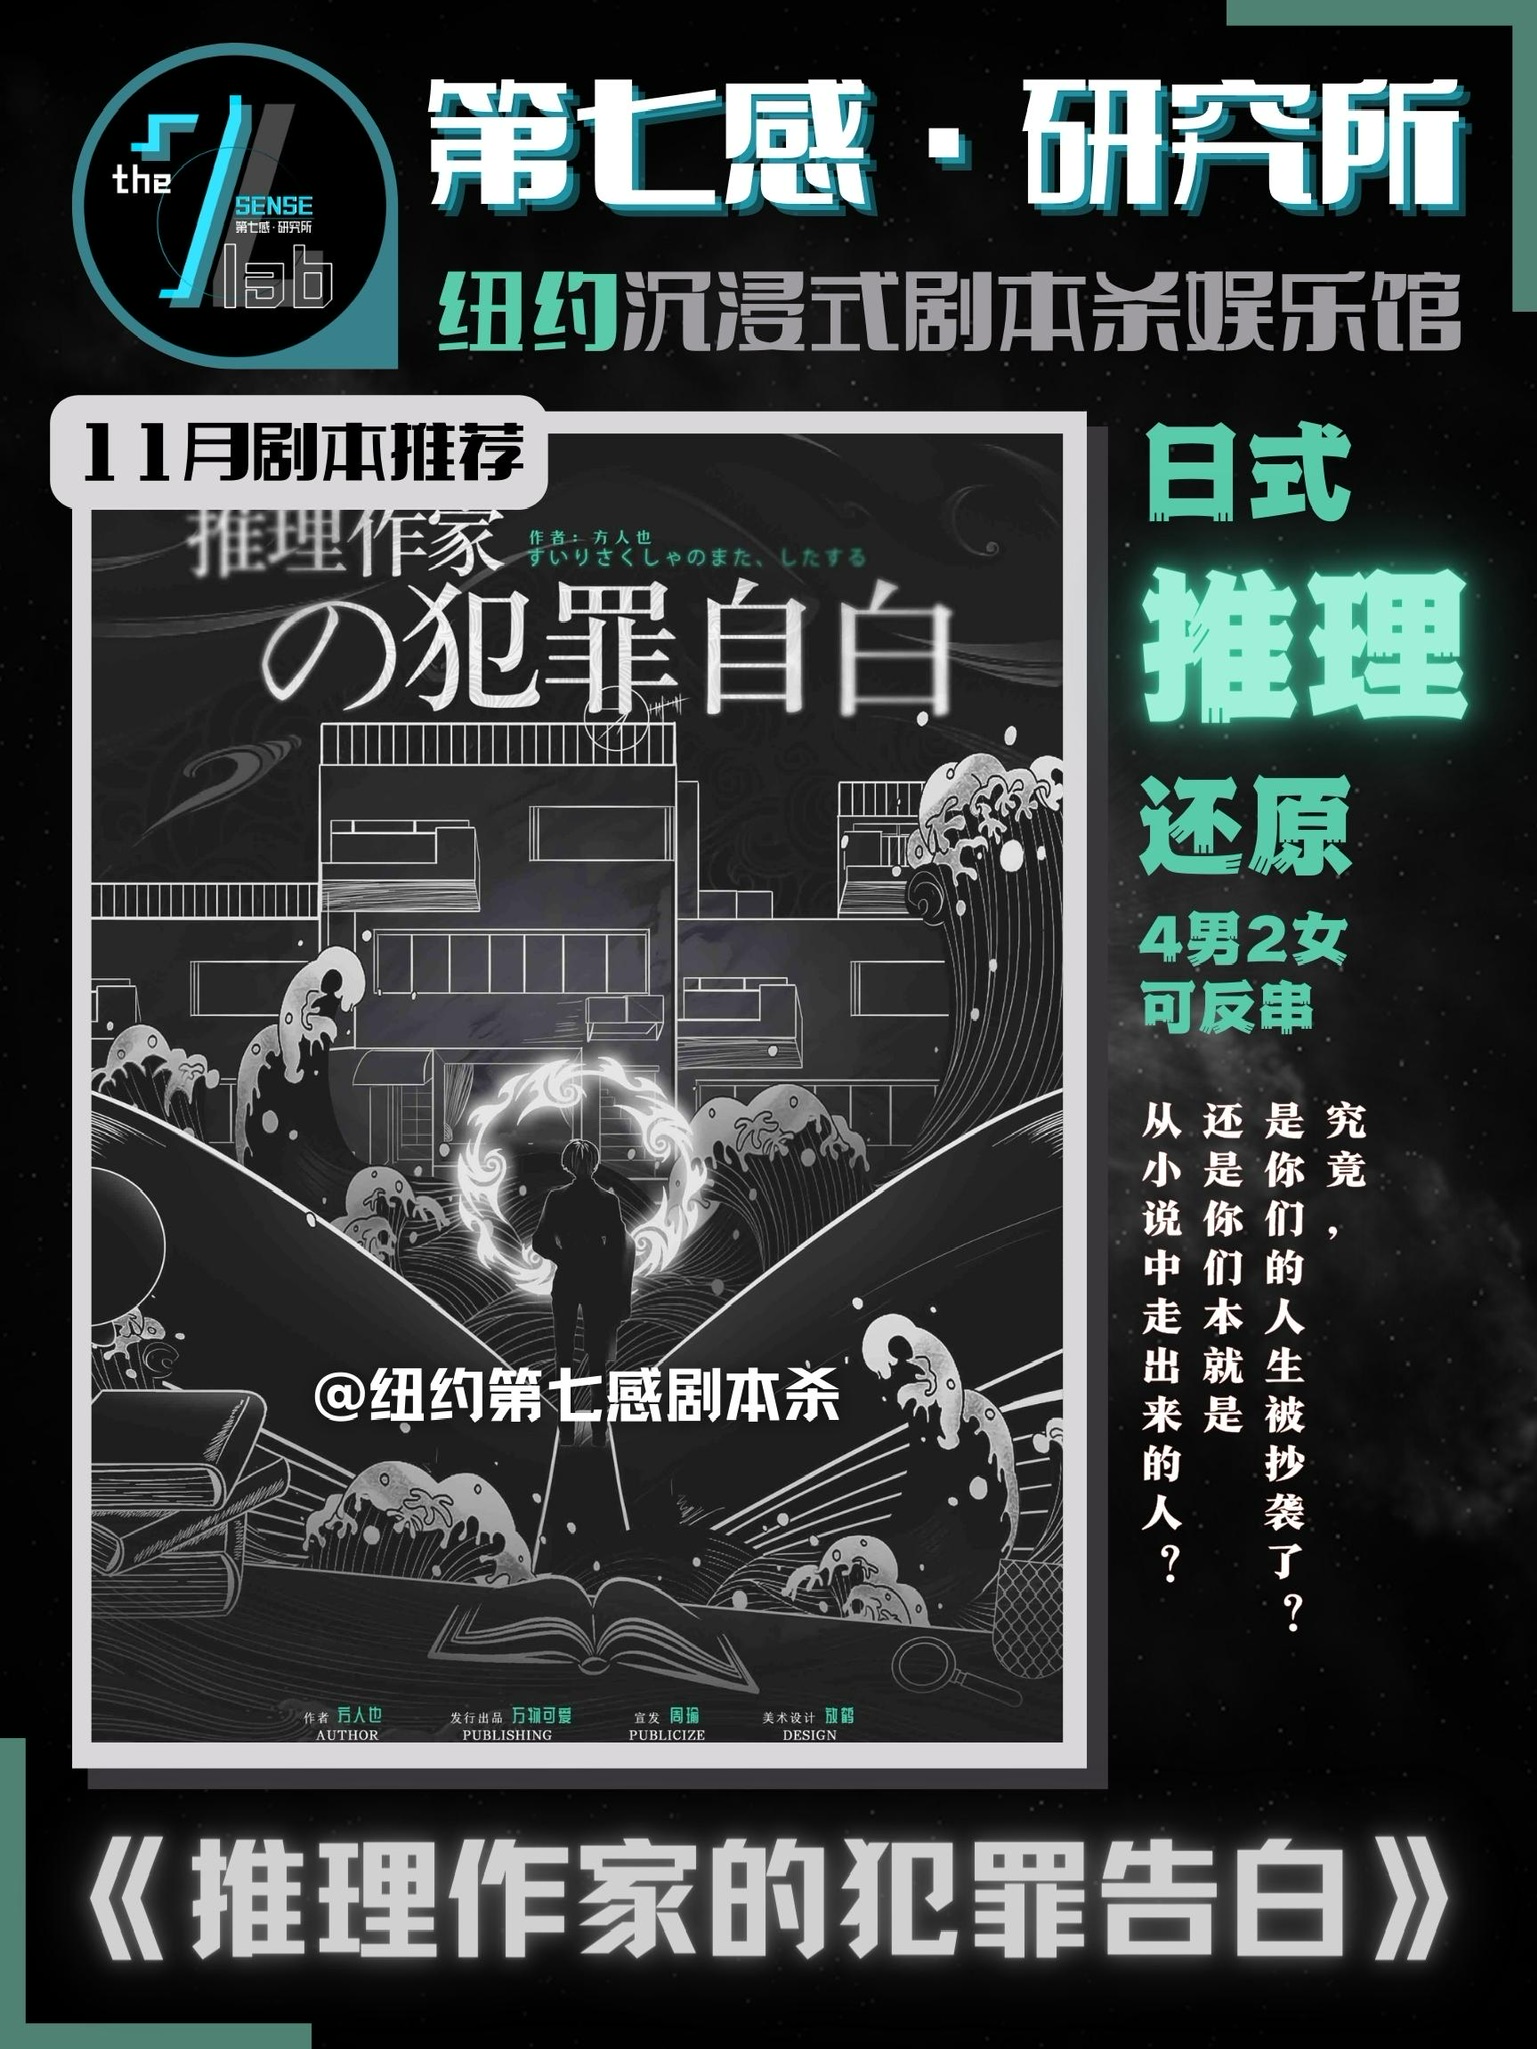 the
SENSE
第七感·研究所
lab
第七感·研究所
纽约沉浸式剧本杀娱乐馆
11月剧本推荐
推理作家
作者：方人也
すいりさくしゃのまた、したする
の犯罪自白
@纽约第七感剧本杀
作者 方人也
AUTHOR
发行出品 万物可爱
PUBLISHING
宣发 周瑜
PUBLICIZE
美术设计 放鹤
DESIGN
日式
推理
还原
4男2女
可反串
究竟，
是你们的人生被抄袭了？
还是你们本就是
从小说中走出来的人？
《推理作家的犯罪告白》